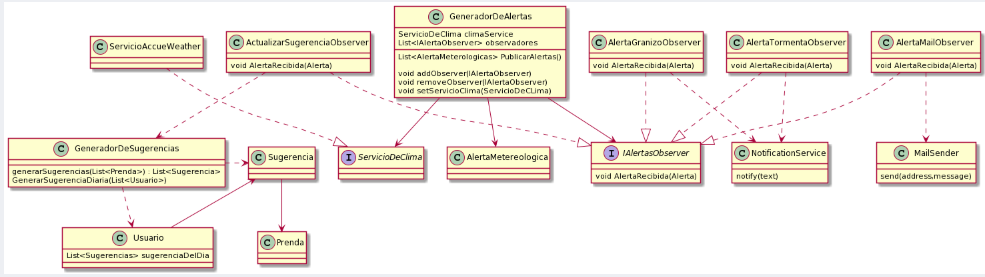 C GeneradorDeAlertas
ServicioDeClima climaService
List<IAlertaObserver> observadores
List<AlertaMeterologicas> PublicarAlertas()
void addObserver(IAlertaObserver)
void removeObserver(IAlertaObserver)
void setServicioClima(ServicioDeCLima)
C ServicioAccueWeather
C ActualizarSugerenciaObserver
void AlertaRecibida(Alerta)
C AlertaGranizoObserver
void AlertaRecibida(Alerta)
C AlertaTormentaObserver
void AlertaRecibida(Alerta)
C AlertaMailObserver
void AlertaRecibida(Alerta)
C GeneradorDeSugerencias
generarSugerencias(List<Prenda>) : List<Sugerencia>
GenerarSugerenciaDiaria(List<Usuario>)
C Sugerencia
I ServicioDeClima
C AlertaMetereologica
I IAlertasObserver
void AlertaRecibida(Alerta)
C NotificationService
notify(text)
C MailSender
send(address,message)
C Usuario
List<Sugerencias> sugerenciaDelDia
C Prenda